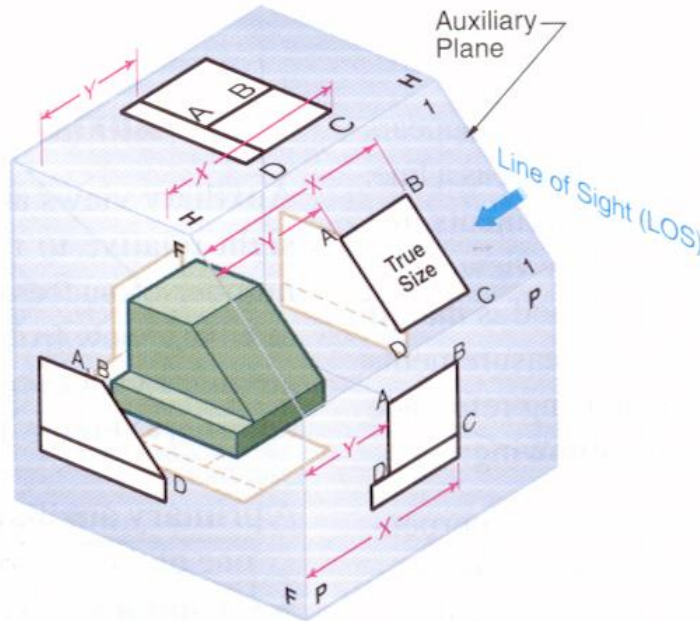 Auxiliary
Plane
H
1
Y
B
A
X
C
D
H
X
B
Line of Sight (LOS)
Y
F
A
True
Size
C
1
P
D
A, B
B
A
C
Y
D
D
X
F P